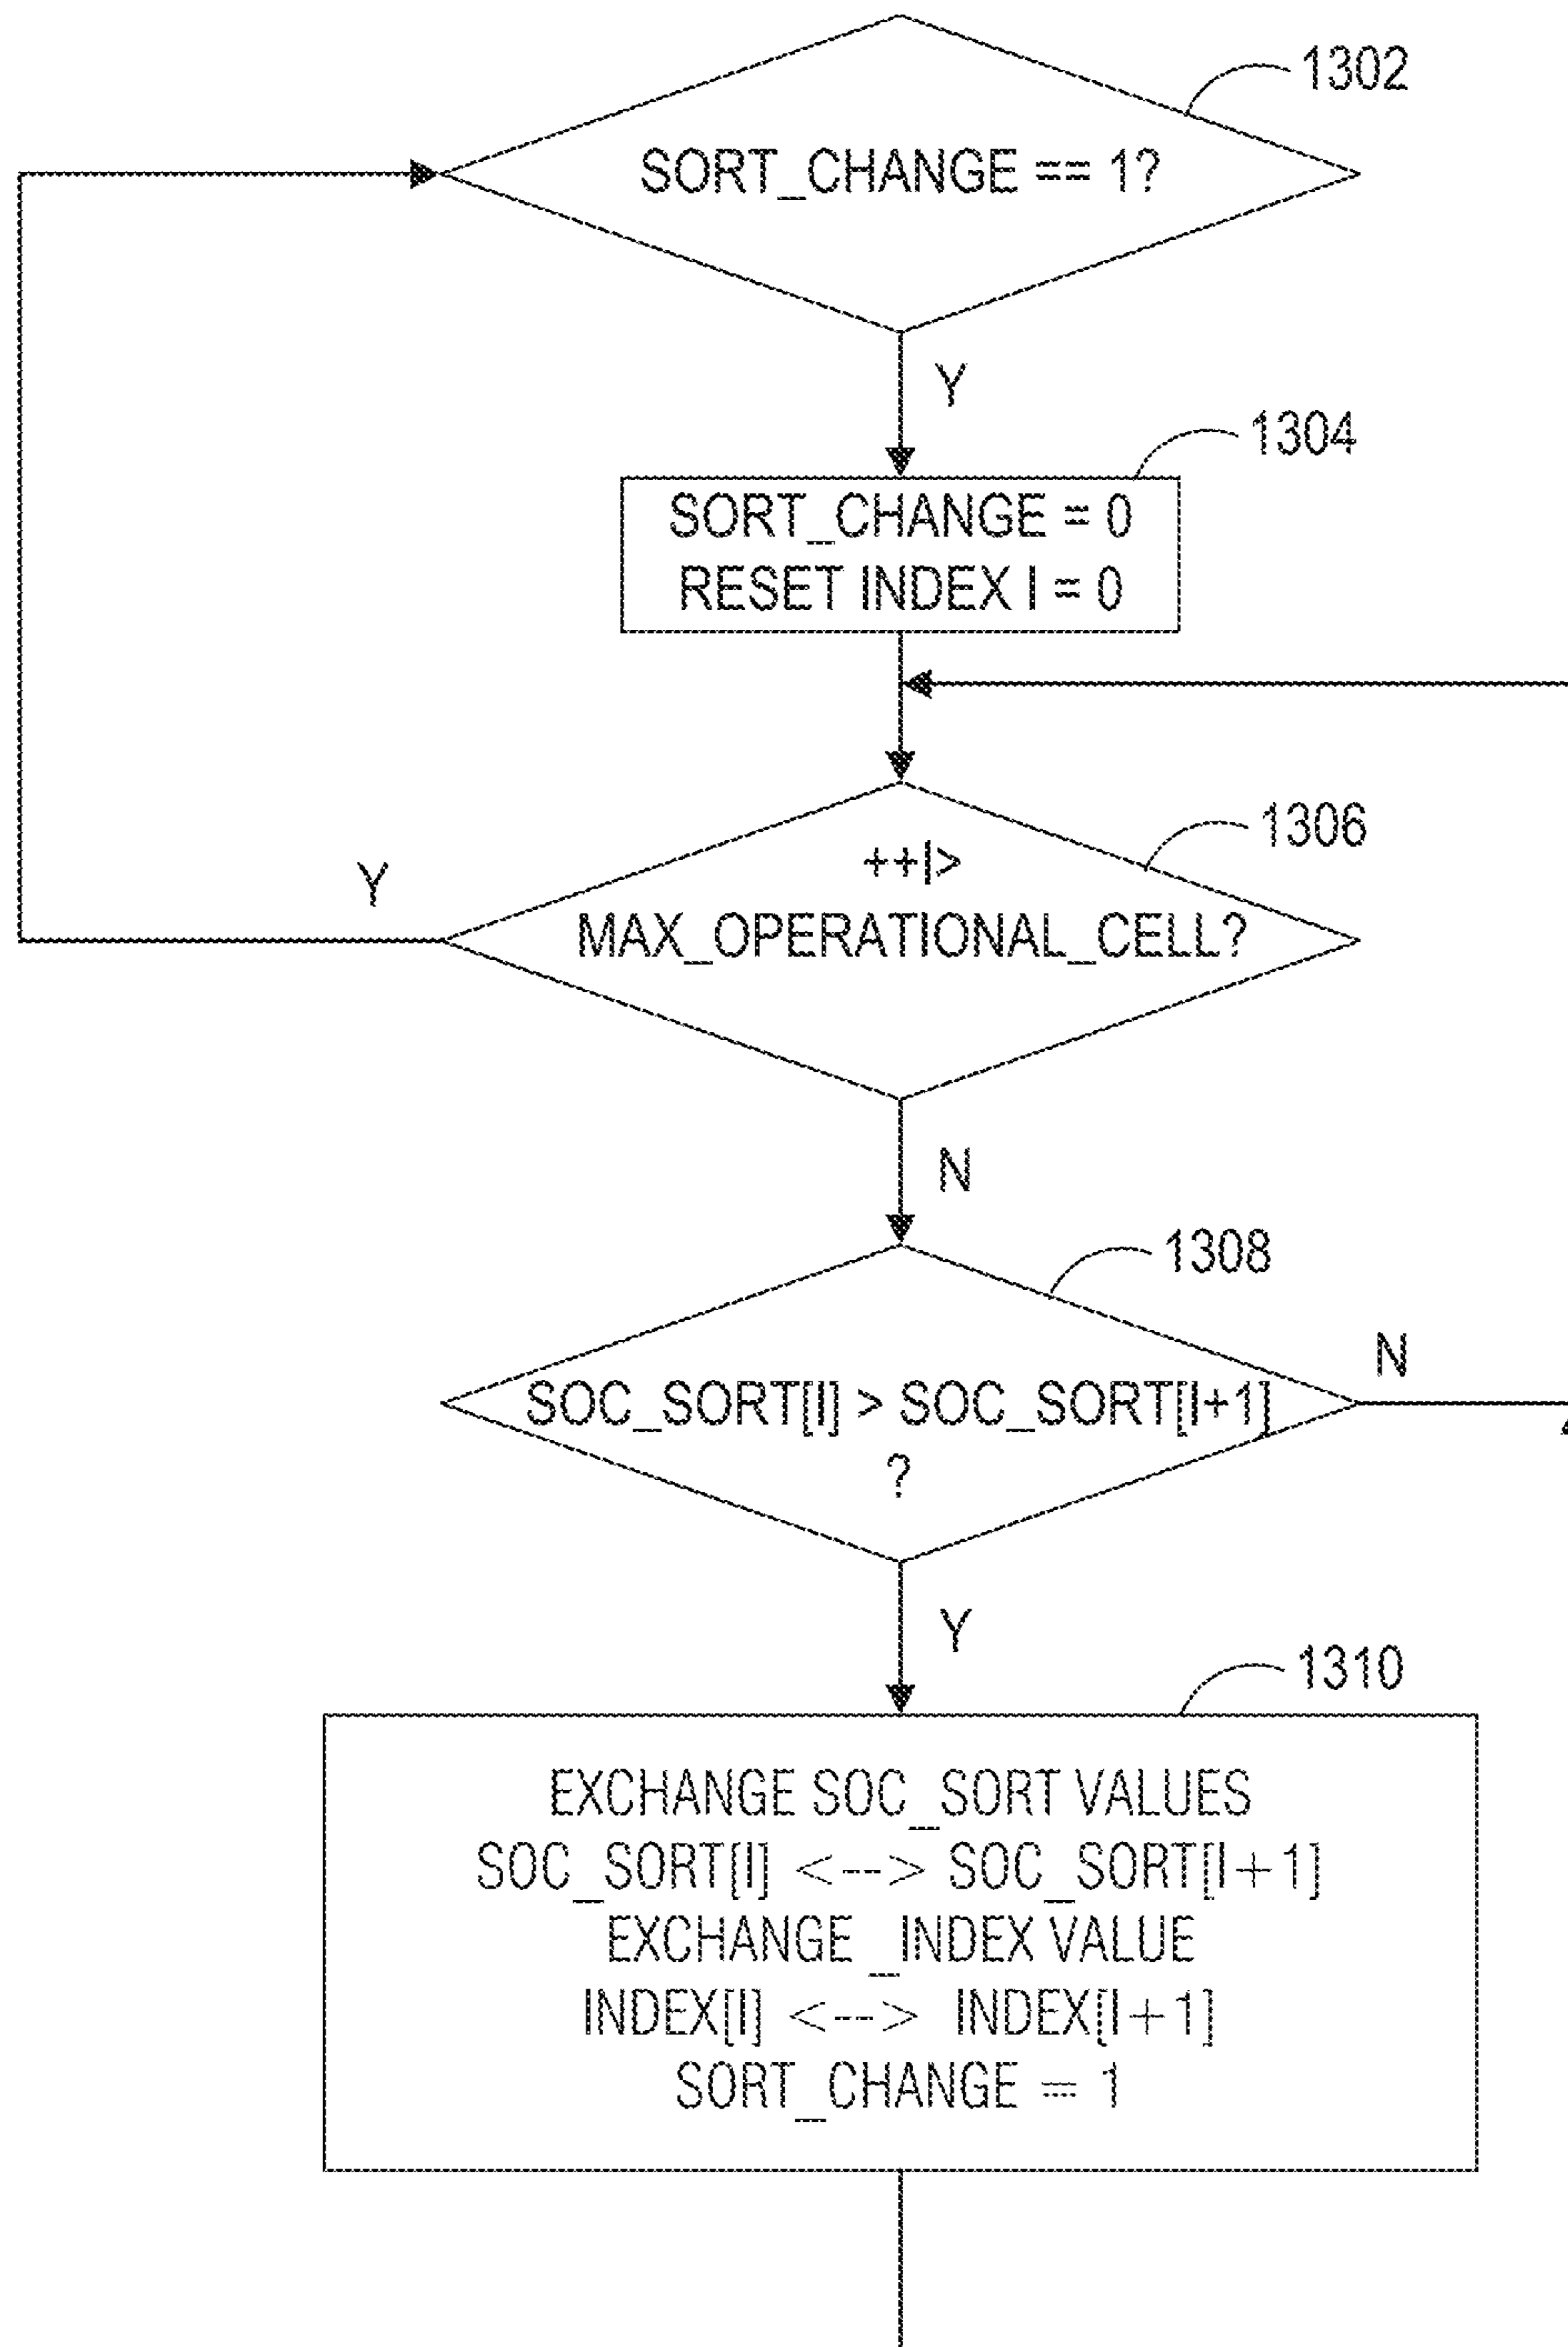 1302
SORT_CHANGE == 1?
Y
1304
SORT_CHANGE = 0
RESET INDEX I = 0
1306
++I>
MAX_OPERATIONAL_CELL?
Y
N
1308
SOC_SORT[I] > SOC_SORT[I+1]
?
N
Y
1310
EXCHANGE SOC_SORT VALUES
SOC_SORT[I] <--> SOC_SORT[I+1]
EXCHANGE _INDEX VALUE
INDEX[I] <--> INDEX[I+1]
SORT_CHANGE = 1